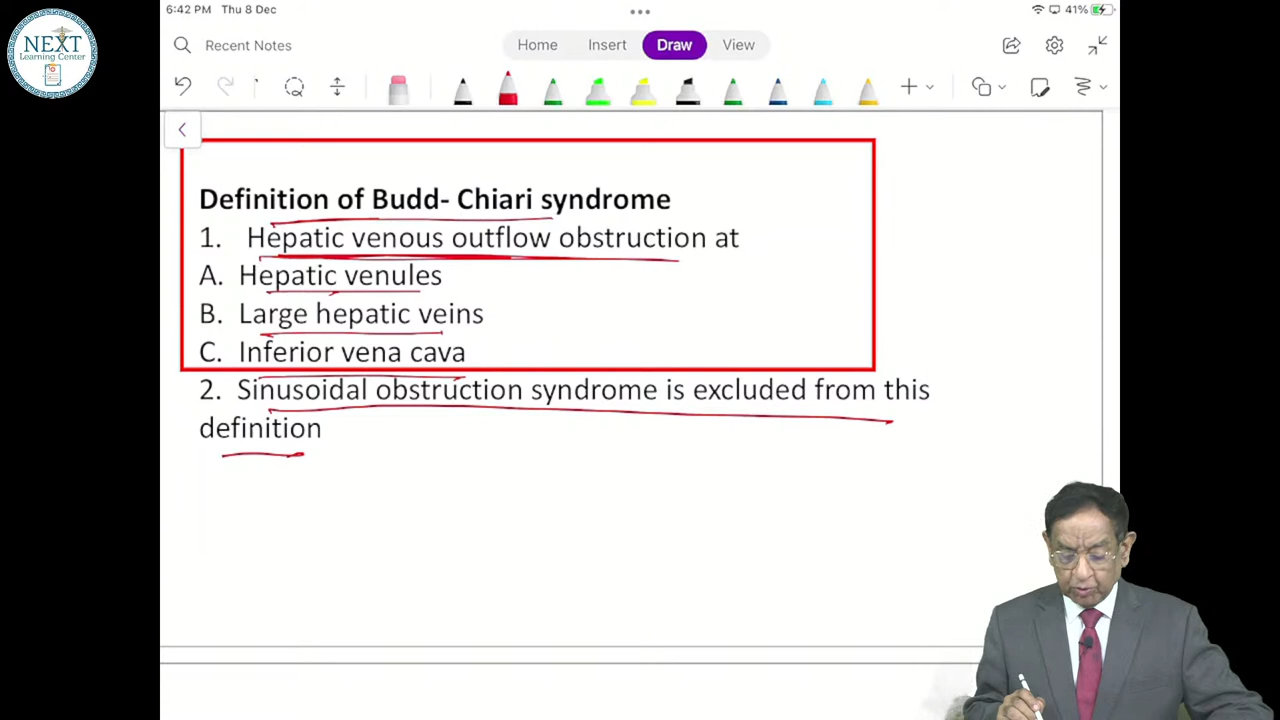 6:42 PM Thu 8 Dec
41%
NEXT
Learning Center
Recent Notes
Home Insert Draw View
Definition of Budd- Chiari syndrome
1. Hepatic venous outflow obstruction at
A. Hepatic venules
B. Large hepatic veins
C. Inferior vena cava
2. Sinusoidal obstruction syndrome is excluded from this
definition